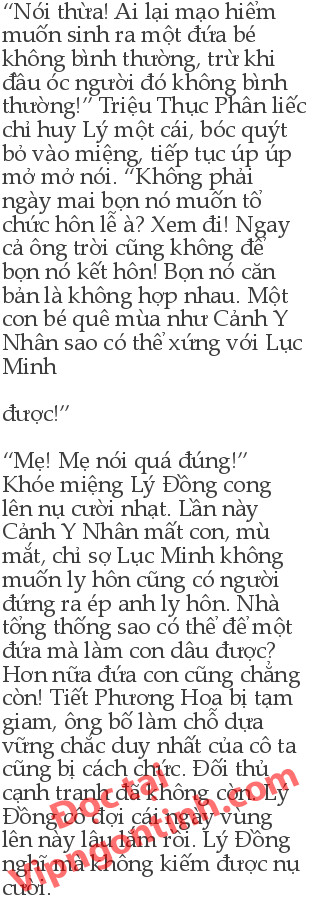 “Nói thừa! Ai lại mạo hiểm
muốn sinh ra một đứa bé
không bình thường, trừ khi
đầu óc người đó không bình
thường!” Triệu Thục Phân liếc
chỉ huy Lý một cái, bóc quýt
bỏ vào miệng, tiếp tục úp úp
mở mở nói. “Không phải
ngày mai bọn nó muốn tổ
chức hôn lễ à? Xem đi! Ngay
cả ông trời cũng không để
bọn nó kết hôn! Bọn nó căn
bản là không hợp nhau. Một
con bé quê mùa như Cảnh Y
Nhân sao có thể xứng với Lục
Minh
được!”
“Mẹ! Mẹ nói quá đúng!”
Khóe miệng Lý Đồng cong
lên nụ cười nhạt. Lần này
Cảnh Y Nhân mất con, mù
mắt, chỉ sợ Lục Minh không
muốn ly hôn cũng có người
đứng ra ép anh ly hôn. Nhà
tổng thống sao có thể để một
đứa mà làm con dâu được?
Hơn nữa đứa con cũng chẳng
còn! Tiết Phương Hoa bị tạm
giam, ông bố làm chỗ dựa
vững chắc duy nhất của cô ta
cũng bị cách chức. Đối thủ
cạnh tranh đã không còn. Lý
Đồng cô đợi cái ngày vùng
lên này lâu lắm rồi. Lý Đồng
nghĩ mà không kiếm được nụ
cười.
Doc tai
Vipngontinh.com